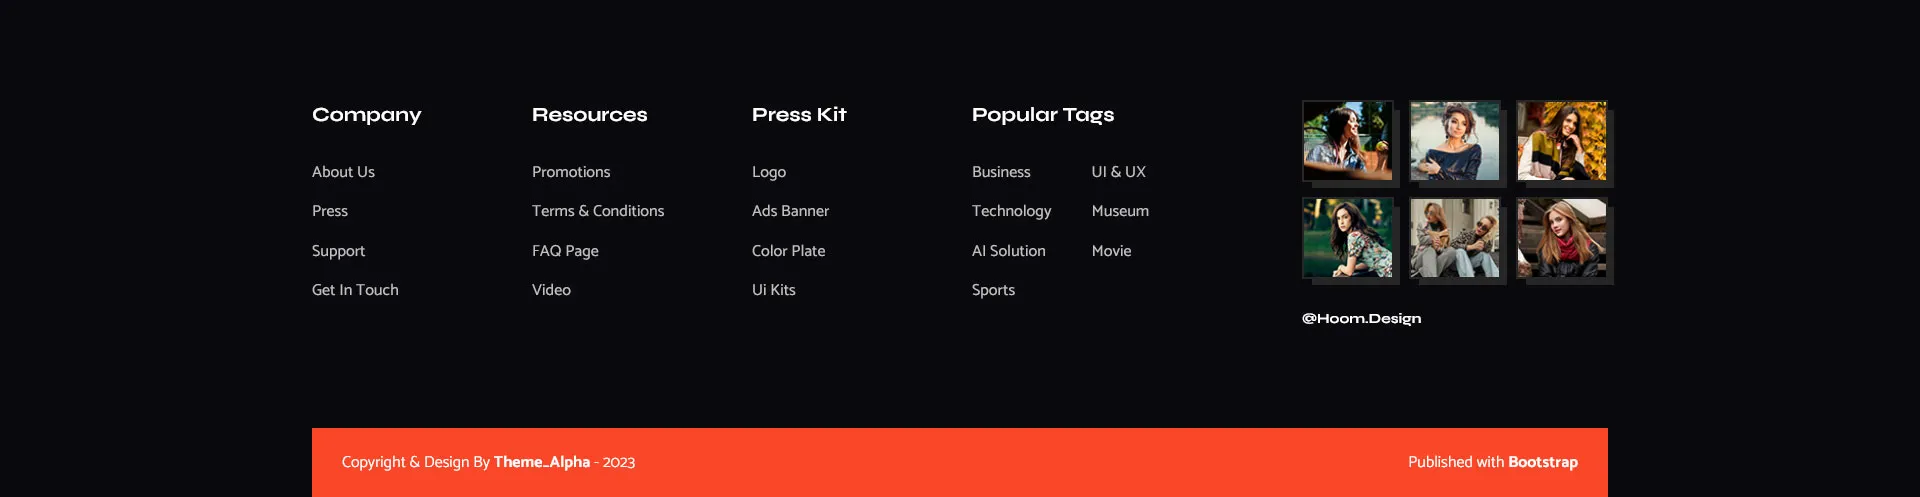 Company
About Us
Press
Support
Get In Touch
Resources
Promotions
Terms & Conditions
FAQ Page
Video
Press Kit
Logo
Ads Banner
Color Plate
Ui Kits
Popular Tags
Business
Technology
AI Solution
Sports
UI & UX
Museum
Movie
@Hoom.Design
Copyright & Design By Theme_Alpha - 2023
Published with Bootstrap